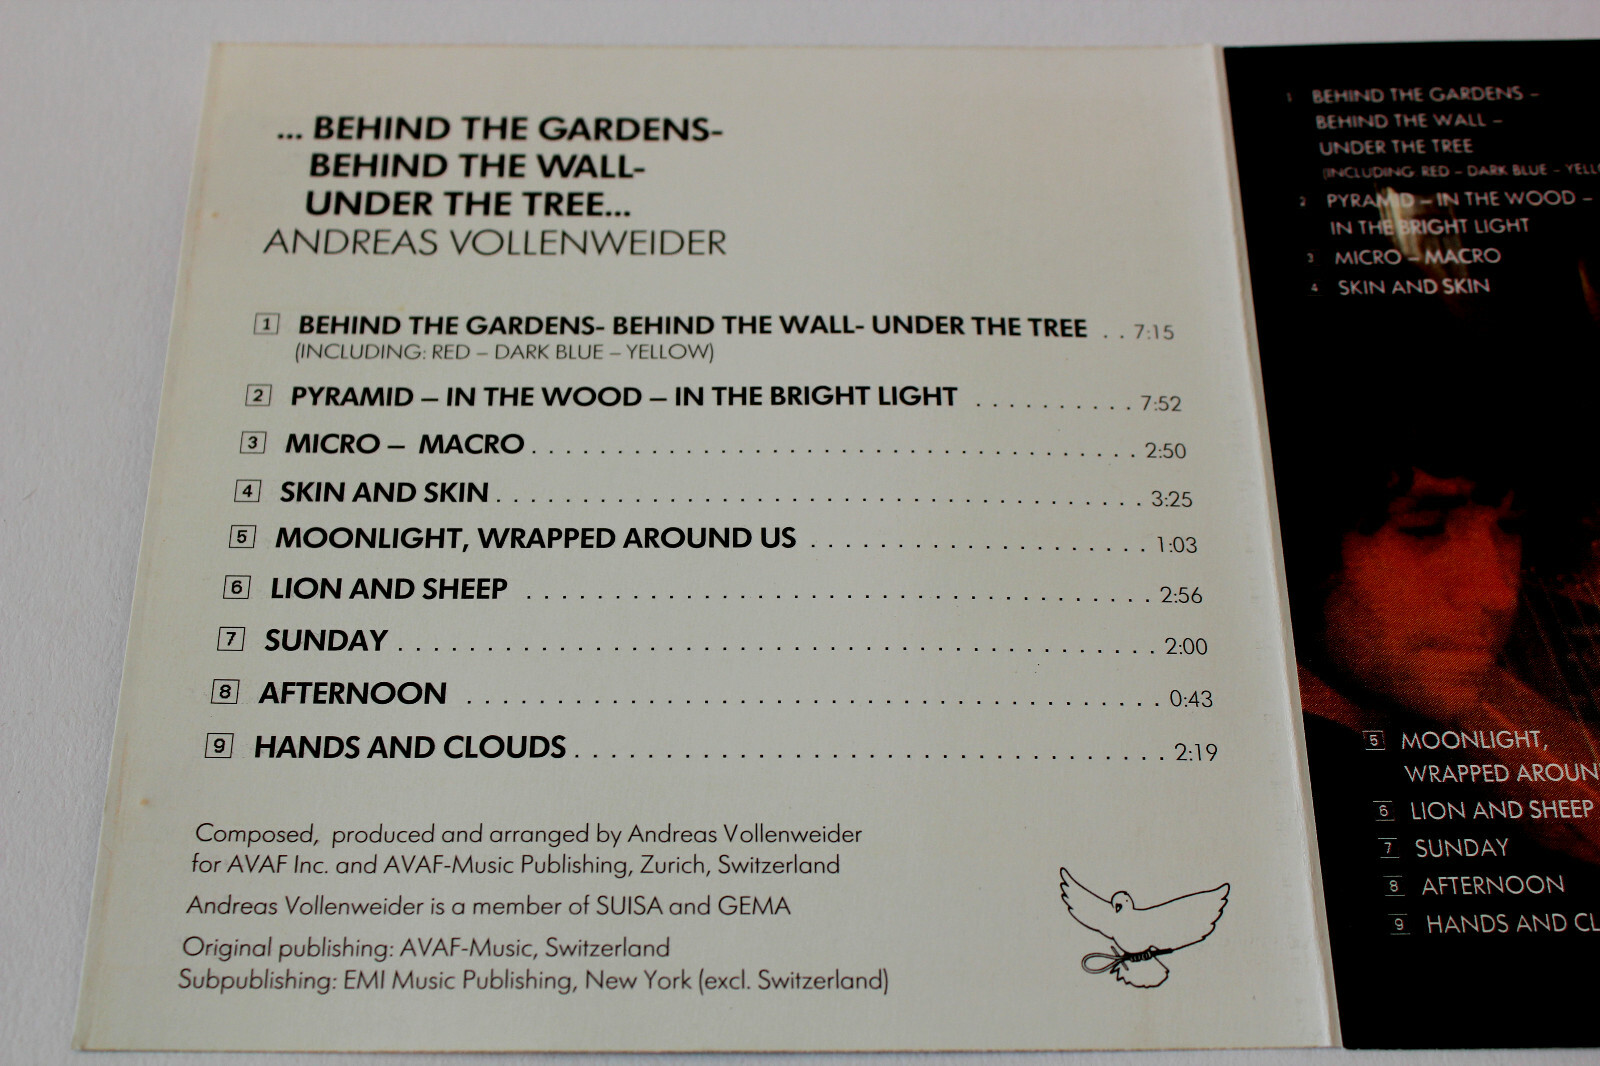 ... BEHIND THE GARDENS-
BEHIND THE WALL-
UNDER THE TREE...
ANDREAS VOLLENWEIDER
1 BEHIND THE GARDENS- BEHIND THE WALL- UNDER THE TREE . . 7:15
(INCLUDING: RED – DARK BLUE – YELLOW)
2 PYRAMID – IN THE WOOD – IN THE BRIGHT LIGHT . . . . . . . . . . 7:52
3 MICRO – MACRO . . . . . . . . . . 2:50
4 SKIN AND SKIN . . . . . . . . . . 3:25
5 MOONLIGHT, WRAPPED AROUND US . . . . . . . . . . 1:03
6 LION AND SHEEP . . . . . . . . . . 2:56
7 SUNDAY . . . . . . . . . . 2:00
8 AFTERNOON . . . . . . . . . . 0:43
9 HANDS AND CLOUDS . . . . . . . . . . 2:19
Composed, produced and arranged by Andreas Vollenweider
for AVAF Inc. and AVAF-Music Publishing, Zurich, Switzerland
Andreas Vollenweider is a member of SUISA and GEMA
Original publishing: AVAF-Music, Switzerland
Subpublishing: EMI Music Publishing, New York (excl. Switzerland)
1 BEHIND THE GARDENS –
BEHIND THE WALL –
UNDER THE TREE
(INCLUDING RED – DARK BLUE – YELL
2 PYRAMID – IN THE WOOD –
IN THE BRIGHT LIGHT
3 MICRO – MACRO
4 SKIN AND SKIN
5 MOONLIGHT,
WRAPPED AROUN
6 LION AND SHEEP
7 SUNDAY
8 AFTERNOON
9 HANDS AND CL